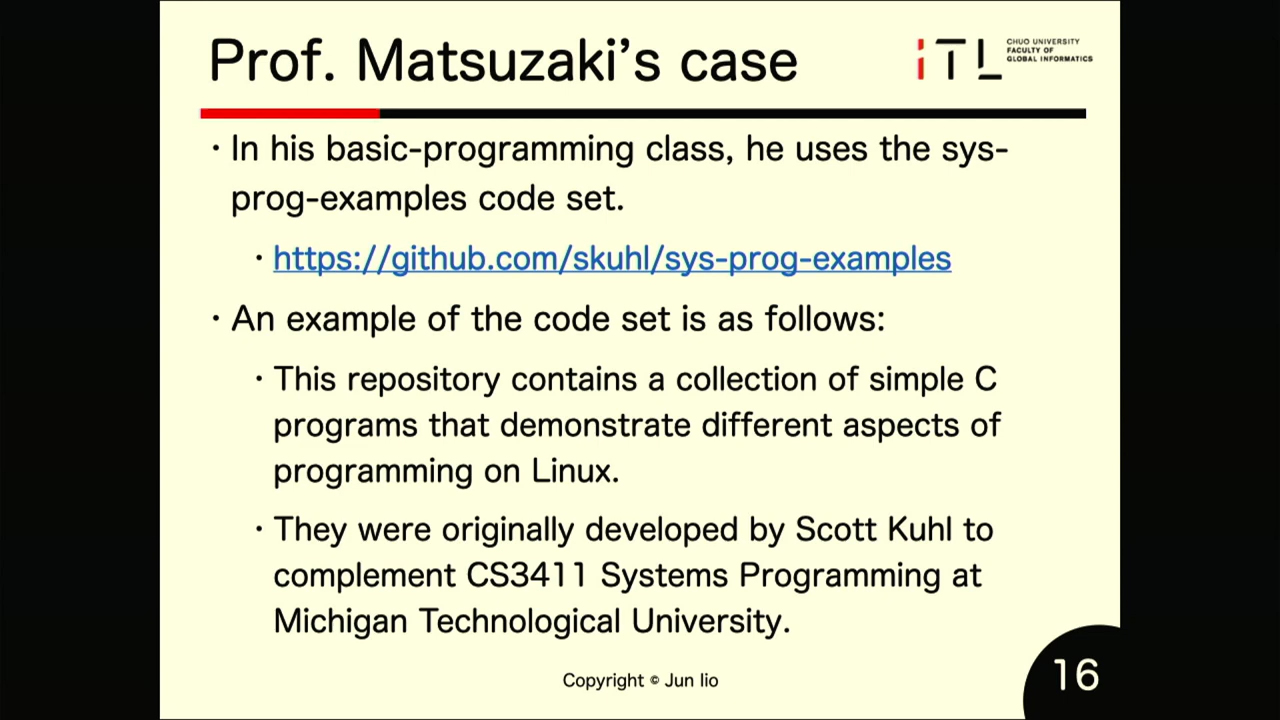 Prof. Matsuzaki's case
iTL
CHUO UNIVERSITY
FACULTY OF
GLOBAL INFORMATICS
・In his basic-programming class, he uses the sys-
prog-examples code set.
・https://github.com/skuhl/sys-prog-examples
・An example of the code set is as follows:
・This repository contains a collection of simple C
programs that demonstrate different aspects of
programming on Linux.
・They were originally developed by Scott Kuhl to
complement CS3411 Systems Programming at
Michigan Technological University.
Copyright © Jun Iio
16